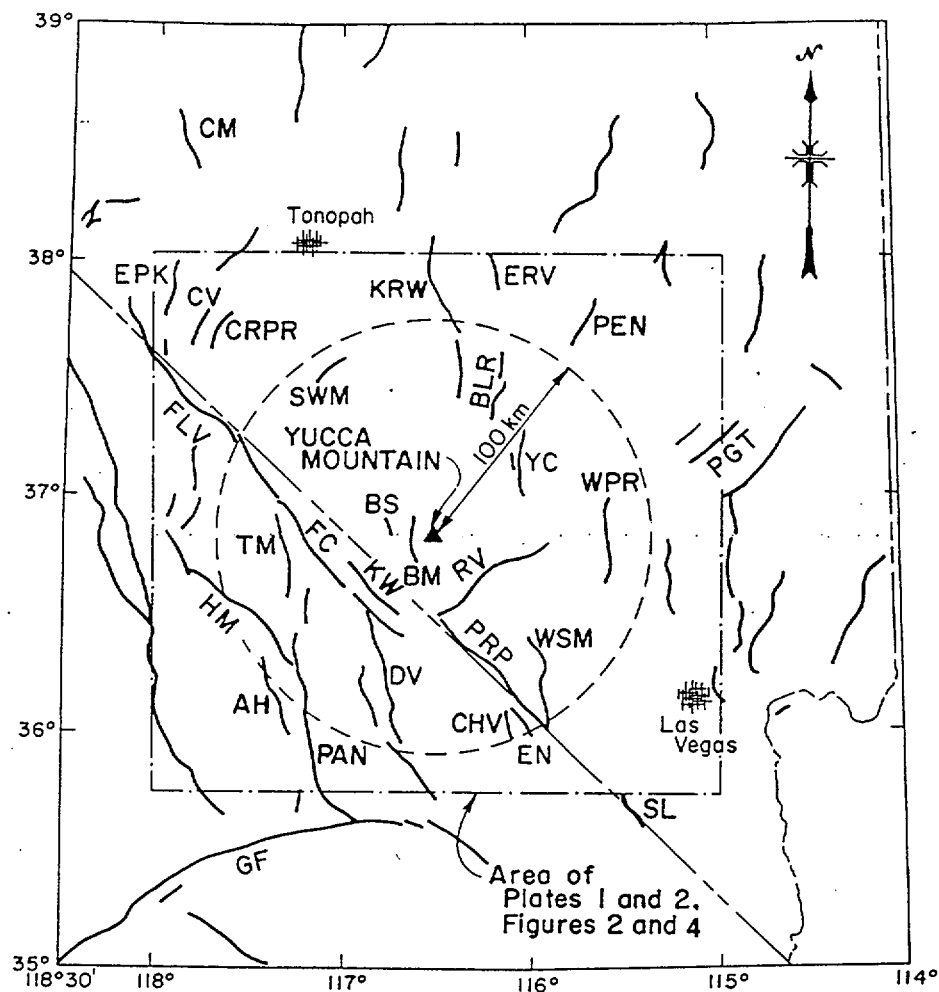 39°
N
CM
Tonopah
38°
EPK
CV
CRPR
KRW
ERV
PEN
SWM
BLR
100 km
FLV
YUCCA
MOUNTAIN
YC
PGT
37°
BS
WPR
TM
FC
KW
BM
RV
HM
PRP
WSM
DV
AH
CHV
EN
36°
Las
Vegas
PAN
SL
GF
Area of
Plates 1 and 2,
Figures 2 and 4
35°
118°30'
118°
117°
116°
115°
114°